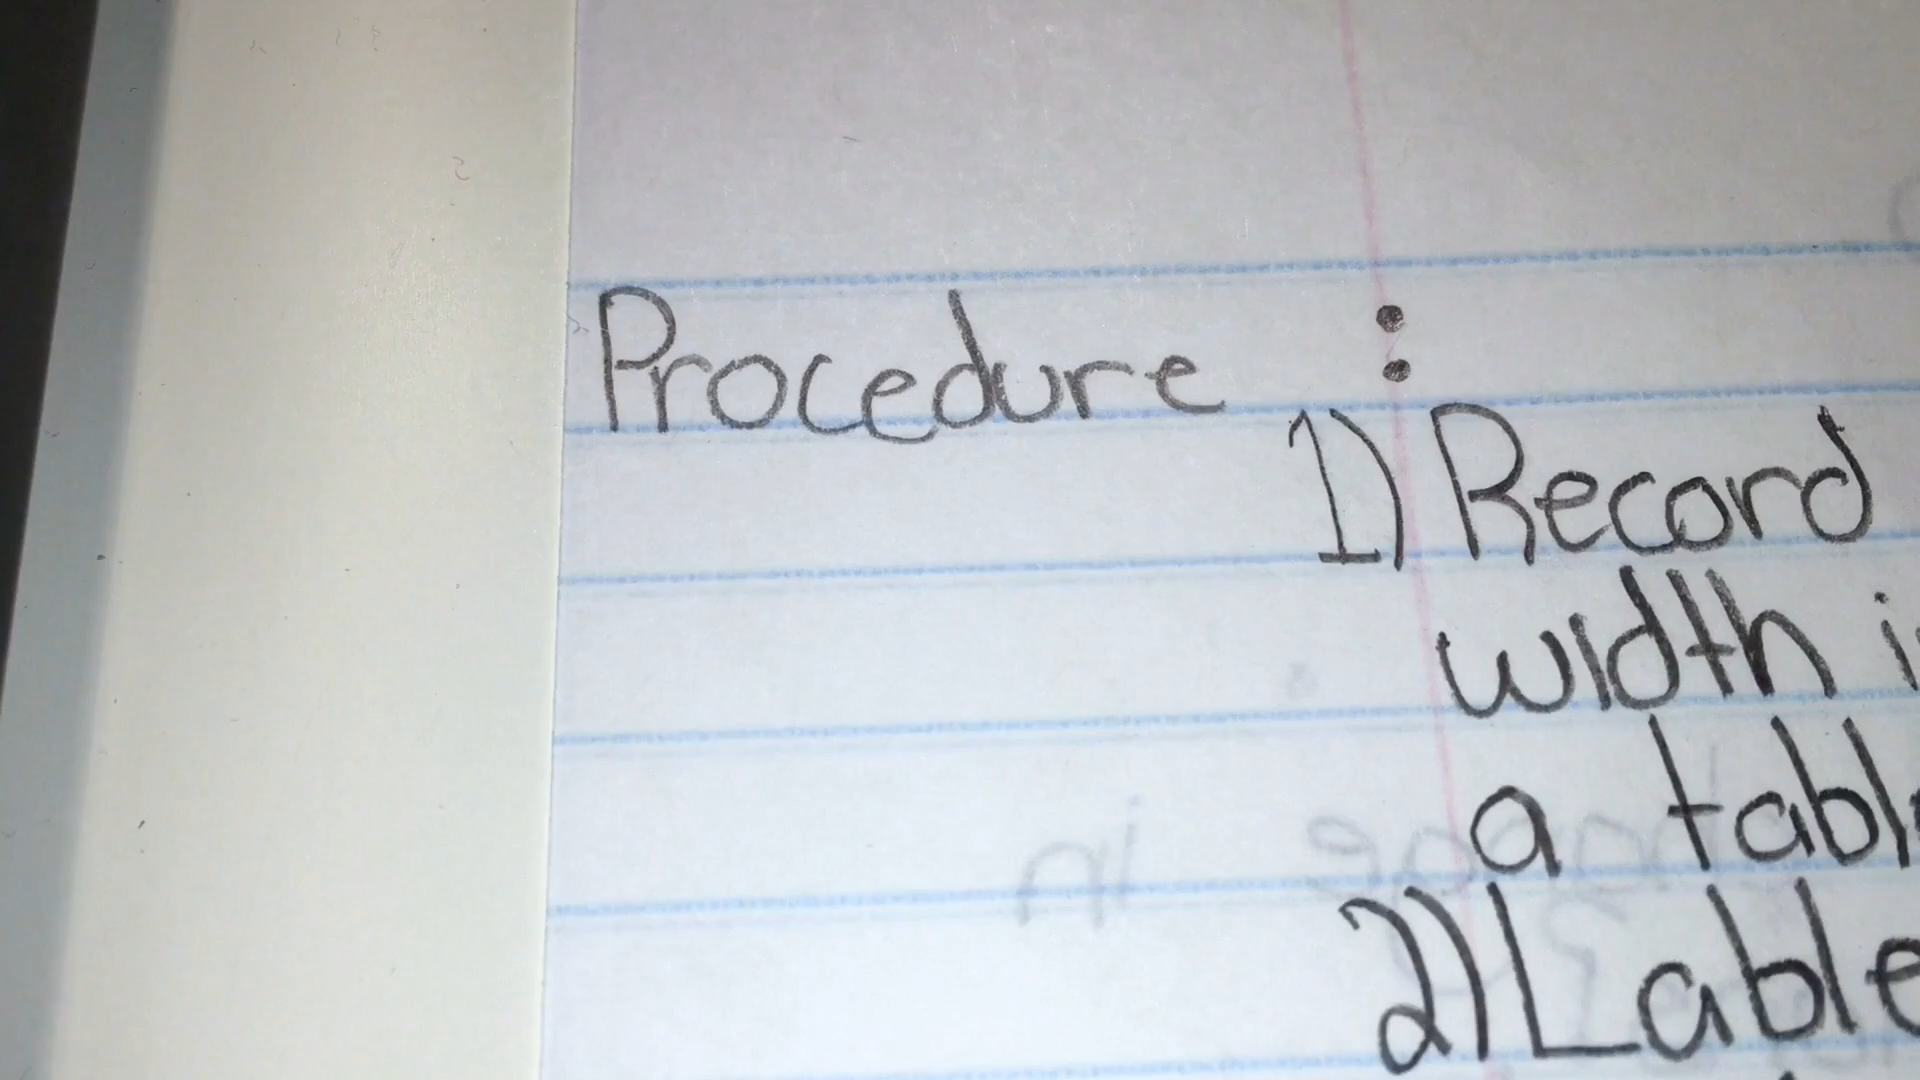 Procedure :
1) Record
width
a
2) Lable